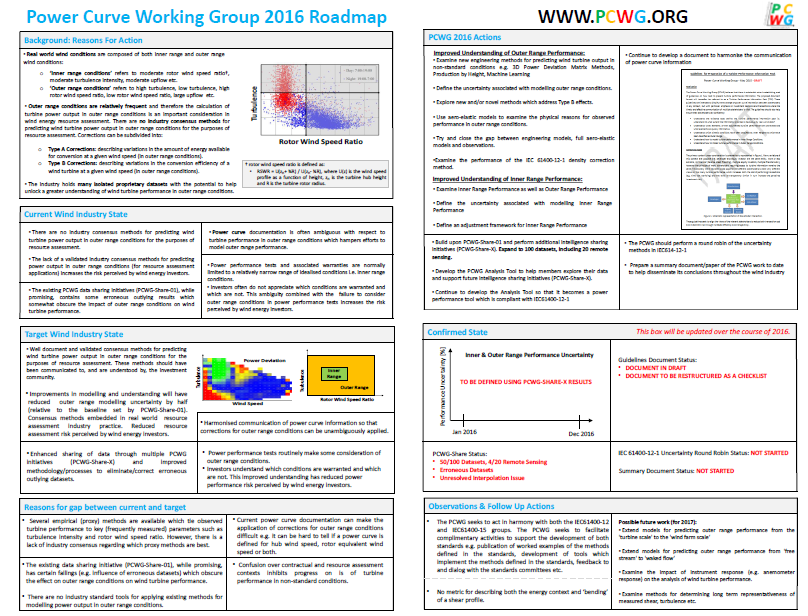 Power Curve Working Group 2016 Roadmap
WWW.PCWG.ORG
PC
WG
Background: Reasons For Action
• Real world wind conditions are composed of both inner range and outer range
wind conditions:
o 'Inner range conditions' refers to moderate rotor wind speed ratio†,
moderate turbulence intensity, moderate upflow etc.
o 'Outer range conditions' refers to high turbulence, low turbulence, high
rotor wind speed ratio, low rotor wind speed ratio, large upflow etc.
• Outer range conditions are relatively frequent and therefore the calculation of
turbine power output in outer range conditions is an important consideration in
wind energy resource assessment. There are no industry consensus methods for
predicting wind turbine power output in outer range conditions for the purposes of
resource assessment. Corrections can be subdivided into:
o Type A Corrections: describing variations in the amount of energy available
for conversion at a given wind speed (in outer range conditions).
o Type B Corrections: describing variations in the conversion efficiency of a
wind turbine at a given wind speed (in outer range conditions).
• The industry holds many isolated proprietary datasets with the potential to help
unlock a greater understanding of wind turbine performance in outer range conditions.
Turbulence
Rotor Wind Speed Ratio
† rotor wind speed ratio is defined as:
Current Wind Industry State
• There are no industry consensus methods for predicting wind
turbine power output in outer range conditions for the purposes of
resource assessment.
• The lack of a validated industry consensus methods for predicting
power output in outer range conditions (for resource assessment
applications) increases the risk perceived by wind energy investors.
• The existing PCWG data sharing initiatives (PCWG-Share-01), while
promising, contains some erroneous outlying results which
somewhat obscure the impact of outer range conditions on wind
turbine performance.
• Power curve documentation is often ambiguous with respect to
turbine performance in outer range conditions which hampers efforts to
model outer range performance.
• Power performance tests and associated warrants are normally
limited to a relatively narrow range of idealised conditions i.e. inner range
conditions.
• Investors often do not appreciate which conditions are warranted and
which are not. This ambiguity combined with the failure to consider
outer range conditions in power performance tests increases the risk
perceived by wind energy investors.
Target Wind Industry State
• Well document and validated consensus methods for predicting
wind turbine power output in outer range conditions for the
purposes of resource assessment. These methods should have
been communicated to, and are understood by, the investment
community.
• Improvements in modelling and understanding will have
reduced outer range modelling uncertainty by half
(relative to the baseline set by PCWG-Share-01).
Consensus methods embedded in real world resource
assessment industry practice. Reduced resource
assessment risk perceived by wind energy investors.
• Enhanced sharing of data through multiple PCWG
Initiatives (PCWG-Share-X) and improved
methodology/processes to eliminate/correct erroneous
outlying datasets.
Power Deviation
Turbulence
Wind Speed
Turbulence
Inner
Range
Outer Range
Rotor Wind Speed Ratio
• Harmonised communication of power curve information so that
corrections for outer range conditions can be unambiguously applied.
• Power performance tests routinely make some consideration of
outer range conditions.
• Investors understand which conditions are warranted and which
are not. This improved understanding has reduced power
performance risk perceived by wind energy investors.
Reasons for gap between current and target
• Several empirical (proxy) methods are available which tie observed
turbine performance to key (frequently measured) parameters such as
turbulence intensity and rotor wind speed ratio. However, there is a
lack of industry consensus regarding which proxy methods are best.
• The existing data sharing initiative (PCWG-Share-01), while promising,
has certain failings (e.g. influence of erroneous datasets) which obscure
the effect on outer range conditions on wind turbine performance.
• There are no industry standard tools for applying existing methods for
modelling power output in outer range conditions.
• Current power curve documentation can make the
application of corrections for outer range conditions
difficult e.g. it can be hard to tell if a power curve is
defined for hub wind speed, rotor equivalent wind
speed or both.
• Confusion over contractual and resource assessment
contexts inhibits progress on is of turbine
performance in non-standard conditions.
PCWG 2016 Actions
Improved Understanding of Outer Range Performance:
• Examine new engineering methods for predicting wind turbine output in
non-standard conditions e.g. 3D Power Deviation Matrix Methods,
Production by Height, Machine Learning
• Define the uncertainty associated with modelling outer range conditions.
• Explore new and/or novel methods which address Type B effects.
• Use aero-elastic models to examine the physical reasons for observed
performance in outer range conditions.
• Try and close the gap between engineering models, full aero-elastic
models and observations.
•Examine the performance of the IEC 61400-12-1 density correction
method.
Improved Understanding of Inner Range Performance:
• Examine Inner Range Performance as well as Outer Range Performance
• Define the uncertainty associated with modelling Inner Range
Performance
• Define an adjustment framework for Inner Range Performance
• Continue to develop a document to harmonise the communication
of power curve information
• Build upon PCWG-Share-01 and perform additional intelligence sharing
initiatives (PCWG-Share-X). Expand to 100 datasets, including 20 remote
sensing.
• Develop the PCWG Analysis Tool to help members explore their data
and support future intelligence sharing initiatives (PCWG-Share-X).
• Continue to develop the Analysis Tool so that it becomes a power
performance tool which is compliant with IEC61400-12-1
• The PCWG should perform a round robin of the uncertainty
methods in IEC614-12-1
• Prepare a summary document/paper of the PCWG work to date
to help disseminate its conclusions throughout the wind industry
Confirmed State
This box will be updated over the course of 2016.
Performance Uncertainty [%]
Inner & Outer Range Performance Uncertainty
TO BE DEFINED USING PCWG-SHARE-X RESULTS
Jan 2016
Dec 2016
Guidelines Document Status:
• DOCUMENT IN DRAFT
• DOCUMENT TO BE RESTRUCTURED AS A CHECKLIST
PCWG-Share Status:
• 50/100 Datasets, 4/20 Remote Sensing
• Erroneous Datasets
• Unresolved Interpolation Issue
IEC 61400-12-1 Uncertainty Round Robin Status: NOT STARTED
Summary Document Status: NOT STARTED
Observations & Follow Up Actions
• The PCWG seeks to act in harmony with both the IEC61400-12
and IEC61400-15 groups. The PCWG seeks to facilitate
complimentary activities to support the development of both
standards e.g. publication of worked examples of the methods
defined in the standards, development of tools which
implement the methods defined in the standards, feedback to
and dialog with the standards committees etc.
• No metric for describing both the energy context and 'bending'
of a shear profile.
Possible future work (for 2017):
• Extend models for predicting outer range performance from the
'turbine scale' to the 'wind farm scale'
• Extend models for predicting outer range performance from 'free
stream' to 'waked flow'
• Examine the impact of instrument response (e.g. anemometer
response) on the analysis of wind turbine performance.
• Examine methods for determining long term representativeness of
measured shear, turbulence etc.